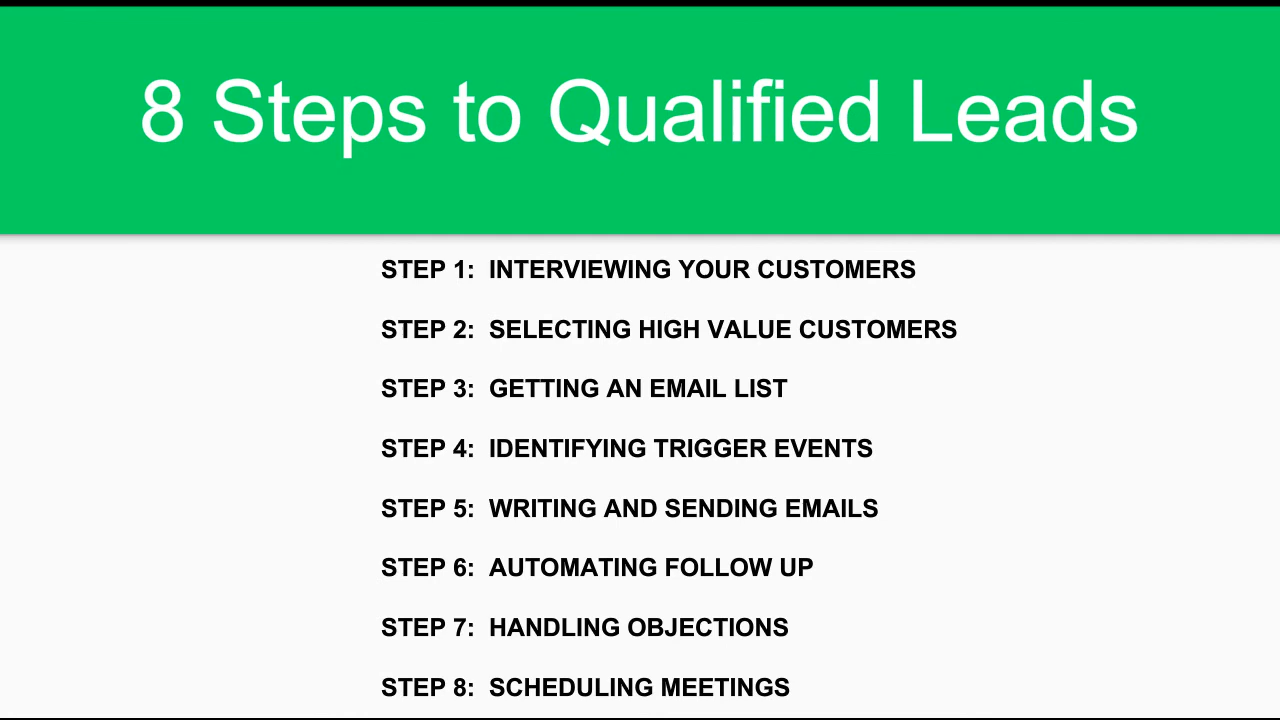 8 Steps to Qualified Leads
STEP 1: INTERVIEWING YOUR CUSTOMERS
STEP 2: SELECTING HIGH VALUE CUSTOMERS
STEP 3: GETTING AN EMAIL LIST
STEP 4: IDENTIFYING TRIGGER EVENTS
STEP 5: WRITING AND SENDING EMAILS
STEP 6: AUTOMATING FOLLOW UP
STEP 7: HANDLING OBJECTIONS
STEP 8: SCHEDULING MEETINGS